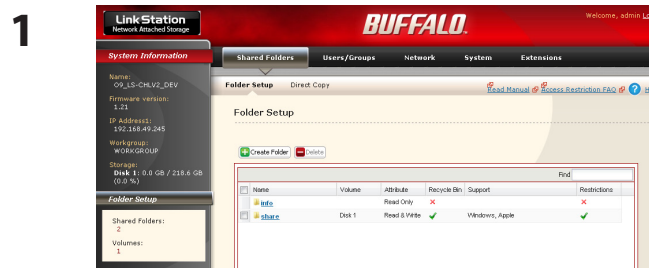 1
LinkStation
Network Attached Storage
BUFFALO
Welcome, admin
System Information
Shared Folders Users/Groups Network System Extensions
Name:
O9_LS-CHLV2_DEV
Folder Setup Direct Copy
Read Manual Access Restriction FAQ ?
Firmware version:
1.21
Folder Setup
IP Address1:
192.168.49.245
Workgroup:
WORKGROUP
Create Folder Delete
Storage:
Disk 1: 0.0 GB / 218.6 GB
(0.0 %)
Find
Name Volume Attribute Recycle Bin Support Restrictions
Folder Setup
info Read Only
share Disk 1 Read & Write Windows, Apple
Shared Folders:
2
Volumes:
1